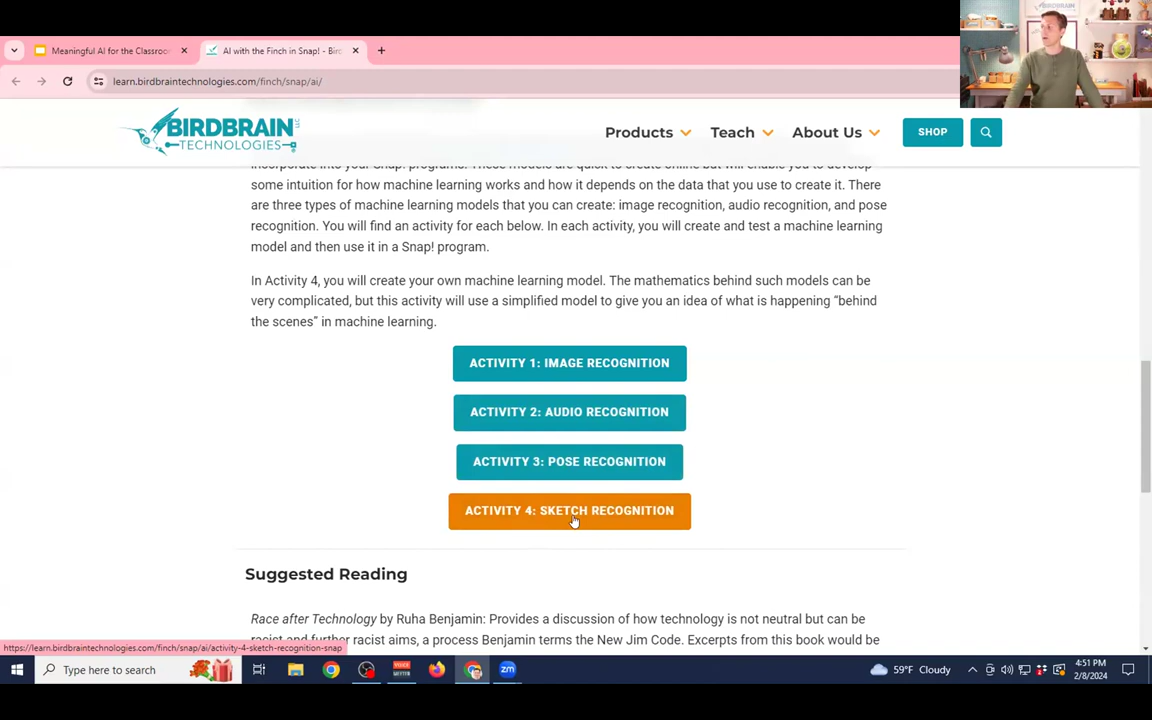 Meaningful AI for the Classroo
AI with the Finch in Snap! - Birc
learn.birdbraintechnologies.com/finch/snap/ai/
BIRDBRAIN LLC
TECHNOLOGIES
Products
Teach
About Us
SHOP
incorporate into your Snap! programs. These models are quick to create online but will enable you to develop
some intuition for how machine learning works and how it depends on the data that you use to create it. There
are three types of machine learning models that you can create: image recognition, audio recognition, and pose
recognition. You will find an activity for each below. In each activity, you will create and test a machine learning
model and then use it in a Snap! program.
In Activity 4, you will create your own machine learning model. The mathematics behind such models can be
very complicated, but this activity will use a simplified model to give you an idea of what is happening “behind
the scenes” in machine learning.
ACTIVITY 1: IMAGE RECOGNITION
ACTIVITY 2: AUDIO RECOGNITION
ACTIVITY 3: POSE RECOGNITION
ACTIVITY 4: SKETCH RECOGNITION
Suggested Reading
Race after Technology by Ruha Benjamin: Provides a discussion of how technology is not neutral but can be
racist and further racist aims, a process Benjamin terms the New Jim Code. Excerpts from this book would be
https://learn.birdbraintechnologies.com/finch/snap/ai/activity-4-sketch-recognition-snap
Type here to search
VOICE
MEETER
zm
59°F Cloudy
4:51 PM
2/8/2024